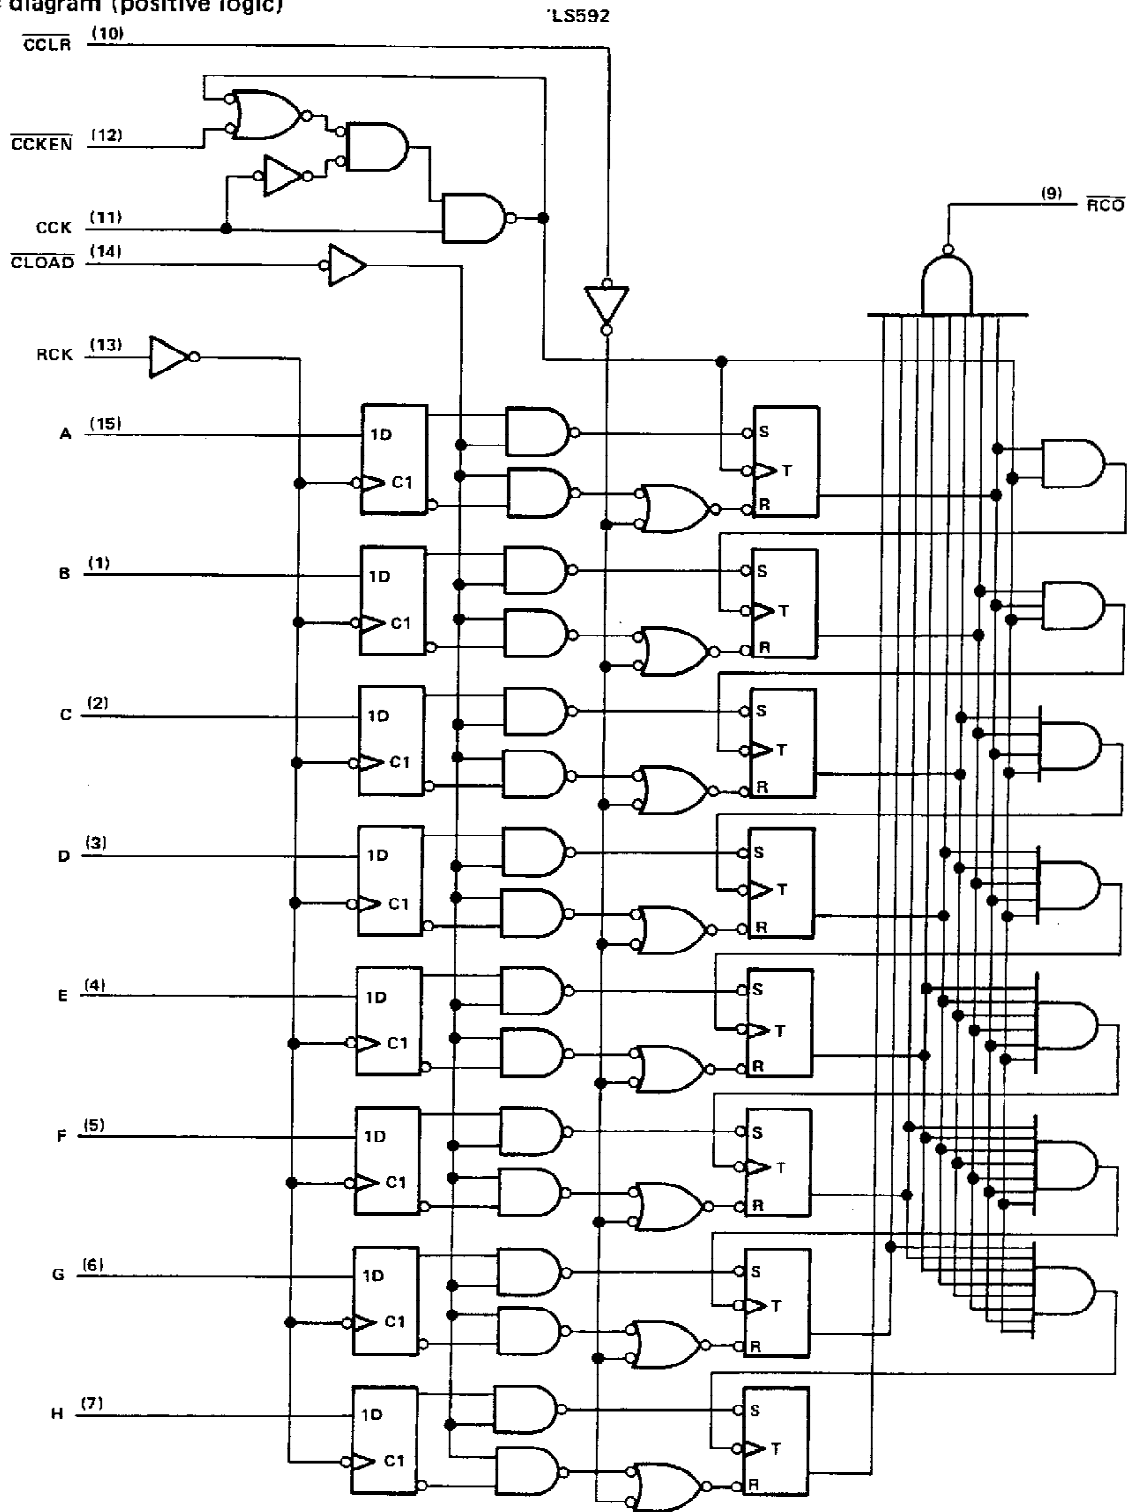 diagram (positive logic)
'LS592
CCLR (10)
CCKEN (12)
CCK (11)
CLOAD (14)
(9) RCO
RCK (13)
A (15) 1D C1 S T R
B (1) 1D C1 S T R
C (2) 1D C1 S T R
D (3) 1D C1 S T R
E (4) 1D C1 S T R
F (5) 1D C1 S T R
G (6) 1D C1 S T R
H (7) 1D C1 S T R